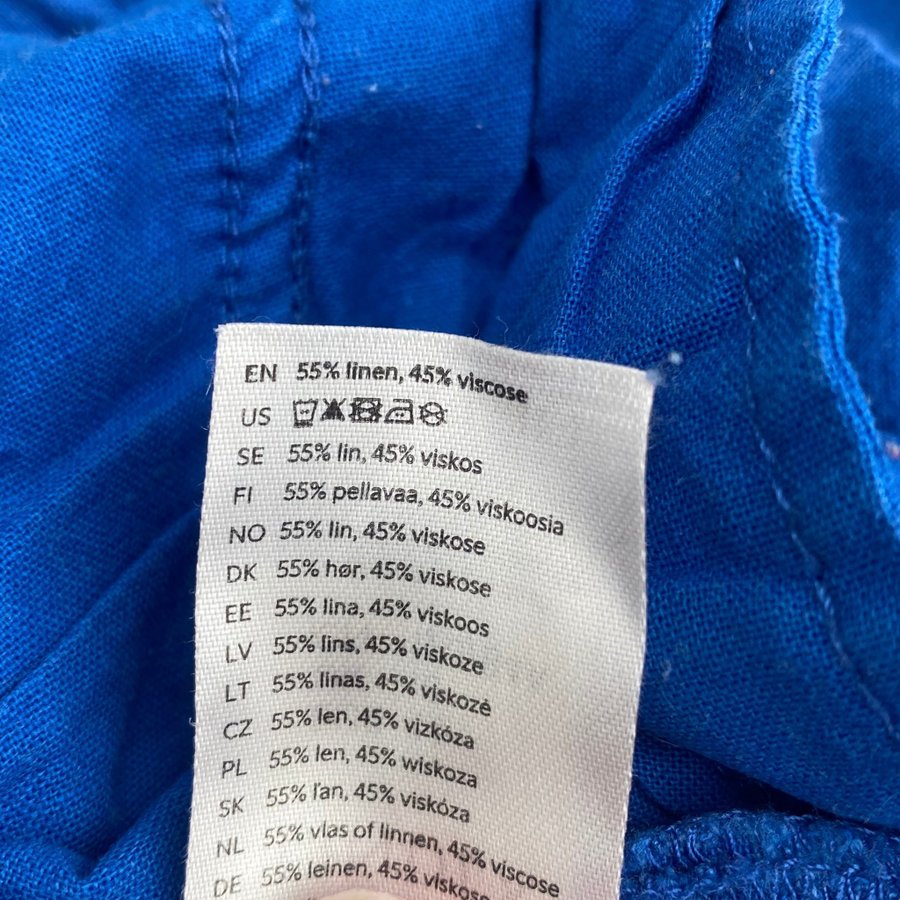 EN 55% linen, 45% viscose
US
SE 55% lin, 45% viskos
FI 55% pellavaa, 45% viskoosia
NO 55% lin, 45% viskose
DK 55% hør, 45% viskose
EE 55% lina, 45% viskoos
LV 55% lins, 45% viskoze
LT 55% linas, 45% viskozė
CZ 55% len, 45% vizkóza
PL 55% len, 45% wiskoza
SK 55% ľan, 45% viskóza
NL 55% vlas of linnen, 45% viscose
DE 55% leinen, 45% viskose